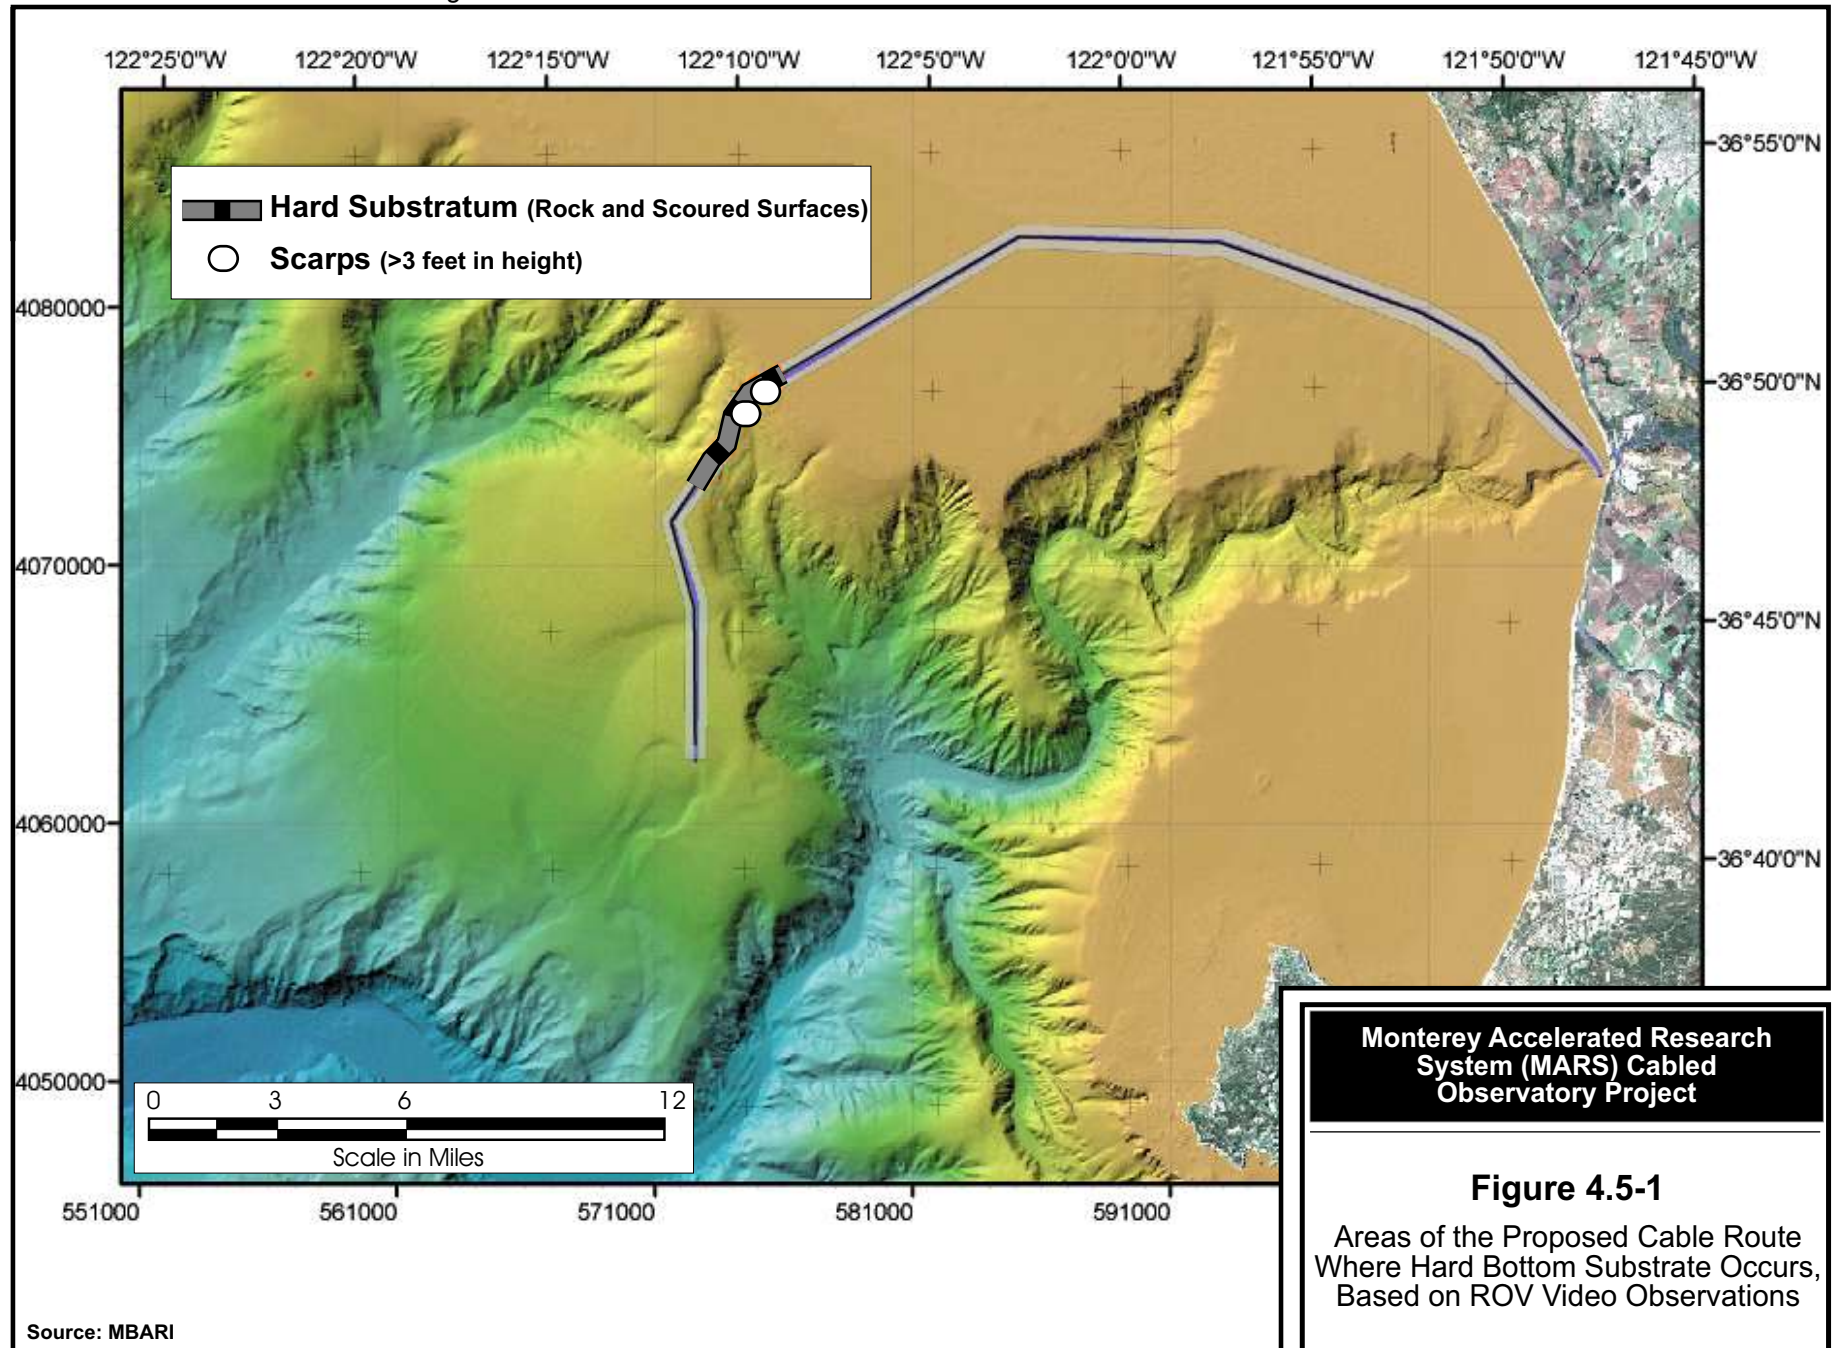 122°25'0"W 122°20'0"W 122°15'0"W 122°10'0"W 122°5'0"W 122°0'0"W 121°55'0"W 121°50'0"W 121°45'0"W
36°55'0"N
Hard Substratum (Rock and Scoured Surfaces)
Scarps (>3 feet in height)
4080000
36°50'0"N
4070000
36°45'0"N
4060000
36°40'0"N
4050000
0 3 6 12
Scale in Miles
551000 561000 571000 581000 591000
Monterey Accelerated Research
System (MARS) Cabled
Observatory Project
Figure 4.5-1
Areas of the Proposed Cable Route
Where Hard Bottom Substrate Occurs,
Based on ROV Video Observations
Source: MBARI